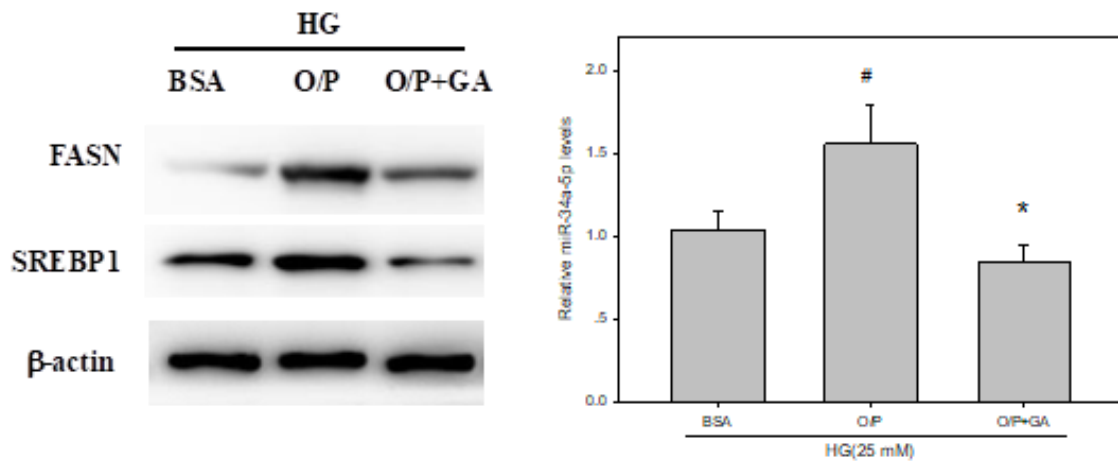 HG
BSA O/P O/P+GA
FASN
SREBP1
β-actin
Relative miR-34a-5p levels
2.0
1.5
1.0
.5
0.0
#
*
BSA O/P O/P+GA
HG(25 mM)